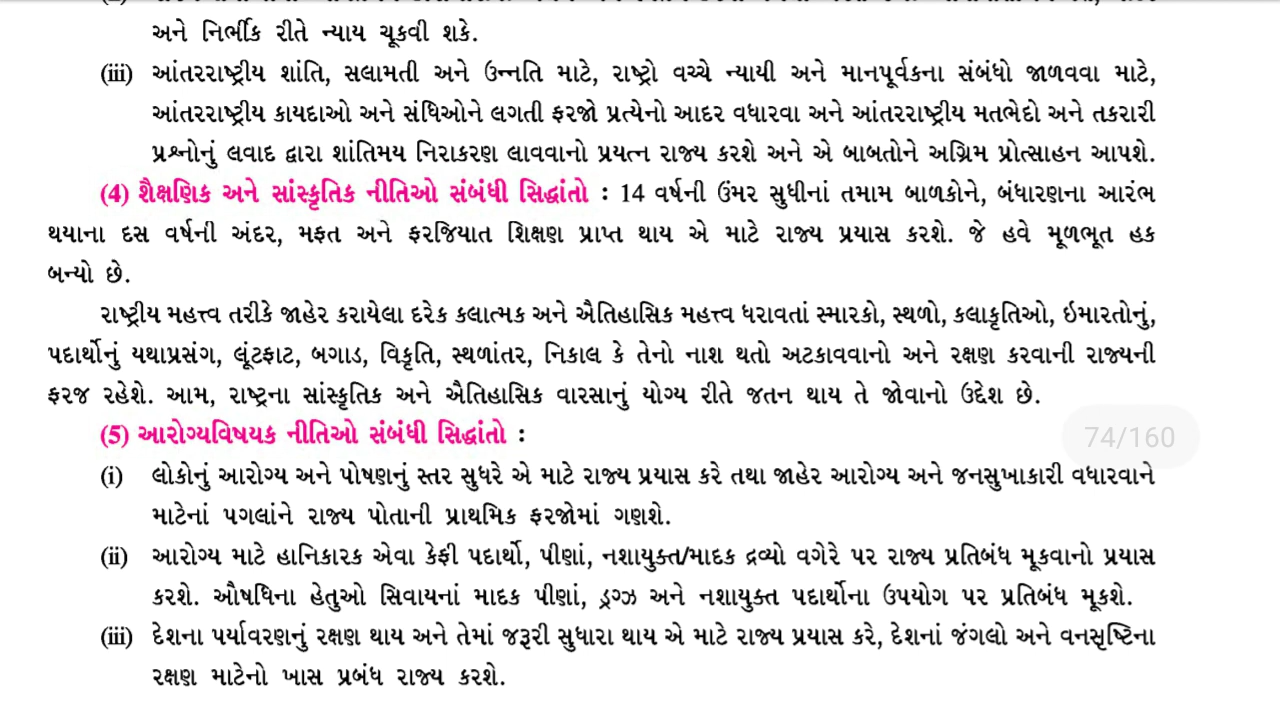 અને નિર્ભીક રીતે ન્યાય ચૂકવી શકે.
(iii) આંતરરાષ્ટ્રીય શાંતિ, સલામતી અને ઉન્નતિ માટે, રાષ્ટ્રો વચ્ચે ન્યાયી અને માનપૂર્વકના સંબંધો જાળવવા માટે,
આંતરરાષ્ટ્રીય કાયદાઓ અને સંધિઓને લગતી ફરજો પ્રત્યેનો આદર વધારવા અને આંતરરાષ્ટ્રીય મતભેદો અને તકરારી
પ્રશ્નોનું લવાદ દ્વારા શાંતિમય નિરાકરણ લાવવાનો પ્રયત્ન રાજ્ય કરશે અને એ બાબતોને અગ્રિમ પ્રોત્સાહન આપશે.
(4) શૈક્ષણિક અને સાંસ્કૃતિક નીતિઓ સંબંધી સિદ્ધાંતો : 14 વર્ષની ઉંમર સુધીનાં તમામ બાળકોને, બંધારણના આરંભ
થયાના દસ વર્ષની અંદર, મફત અને ફરજિયાત શિક્ષણ પ્રાપ્ત થાય એ માટે રાજ્ય પ્રયાસ કરશે. જે હવે મૂળભૂત હક
બન્યો છે.
રાષ્ટ્રીય મહત્ત્વ તરીકે જાહેર કરાયેલા દરેક કલાત્મક અને ઐતિહાસિક મહત્ત્વ ધરાવતાં સ્મારકો, સ્થળો, કલાકૃતિઓ, ઇમારતોનું,
પદાર્થોનું યથાપ્રસંગ, લૂંટફાટ, બગાડ, વિકૃતિ, સ્થળાંતર, નિકાલ કે તેનો નાશ થતો અટકાવવાનો અને રક્ષણ કરવાની રાજ્યની
ફરજ રહેશે. આમ, રાષ્ટ્રના સાંસ્કૃતિક અને ઐતિહાસિક વારસાનું યોગ્ય રીતે જતન થાય તે જોવાનો ઉદ્દેશ છે.
(5) આરોગ્યવિષયક નીતિઓ સંબંધી સિદ્ધાંતો :
74/160
(i) લોકોનું આરોગ્ય અને પોષણનું સ્તર સુધરે એ માટે રાજ્ય પ્રયાસ કરે તથા જાહેર આરોગ્ય અને જનસુખાકારી વધારવાને
માટેનાં પગલાંને રાજ્ય પોતાની પ્રાથમિક ફરજોમાં ગણશે.
(ii) આરોગ્ય માટે હાનિકારક એવા કેફી પદાર્થો, પીણાં, નશાયુક્ત/માદક દ્રવ્યો વગેરે પર રાજ્ય પ્રતિબંધ મૂકવાનો પ્રયાસ
કરશે. ઔષધિના હેતુઓ સિવાયનાં માદક પીણાં, ડ્રગ્ઝ અને નશાયુક્ત પદાર્થોના ઉપયોગ પર પ્રતિબંધ મૂકશે.
(iii) દેશના પર્યાવરણનું રક્ષણ થાય અને તેમાં જરૂરી સુધારા થાય એ માટે રાજ્ય પ્રયાસ કરે, દેશનાં જંગલો અને વનસૃષ્ટિના
રક્ષણ માટેનો ખાસ પ્રબંધ રાજ્ય કરશે.